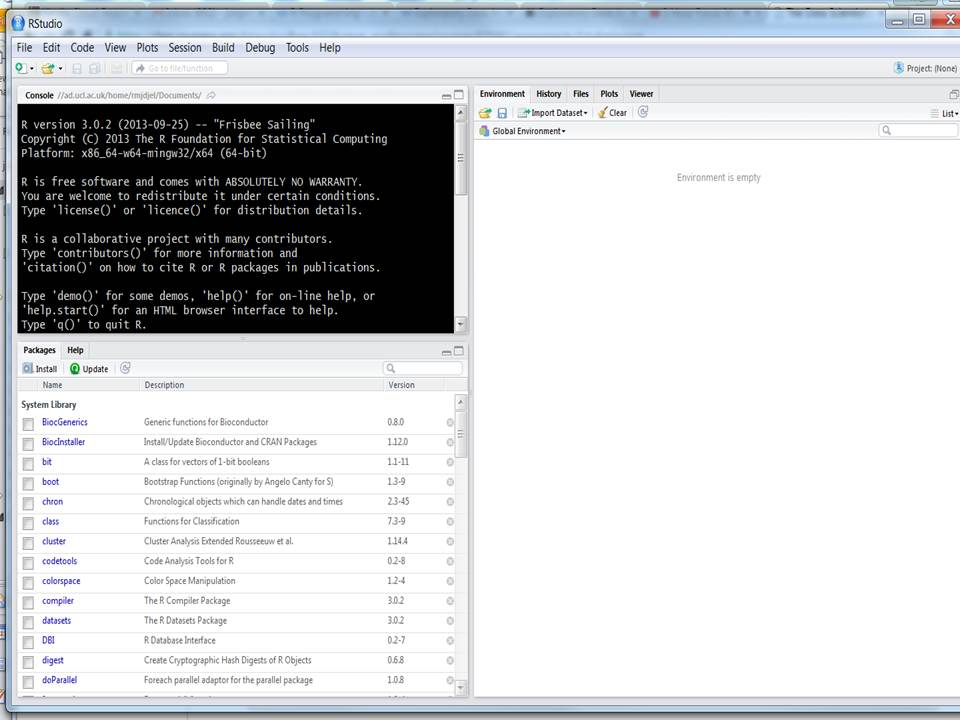 RStudio
File Edit Code View Plots Session Build Debug Tools Help
Go to file/function
Project: (None)
Console //ad.ucl.ac.uk/home/rmjdjel/Documents/
R version 3.0.2 (2013-09-25) -- "Frisbee Sailing"
Copyright (C) 2013 The R Foundation for Statistical Computing
Platform: x86_64-w64-mingw32/x64 (64-bit)
R is free software and comes with ABSOLUTELY NO WARRANTY.
You are welcome to redistribute it under certain conditions.
Type 'license()' or 'licence()' for distribution details.
R is a collaborative project with many contributors.
Type 'contributors()' for more information and
'citation()' on how to cite R or R packages in publications.
Type 'demo()' for some demos, 'help()' for on-line help, or
'help.start()' for an HTML browser interface to help.
Type 'q()' to quit R.
Environment History Files Plots Viewer
Import Dataset Clear List
Global Environment
Environment is empty
Packages Help
Install Update
Name Description Version
System Library
BiocGenerics Generic functions for Bioconductor 0.8.0
BiocInstaller Install/Update Bioconductor and CRAN Packages 1.12.0
bit A class for vectors of 1-bit booleans 1.1-11
boot Bootstrap Functions (originally by Angelo Canty for S) 1.3-9
chron Chronological objects which can handle dates and times 2.3-45
class Functions for Classification 7.3-9
cluster Cluster Analysis Extended Rousseeuw et al. 1.14.4
codetools Code Analysis Tools for R 0.2-8
colorspace Color Space Manipulation 1.2-4
compiler The R Compiler Package 3.0.2
datasets The R Datasets Package 3.0.2
DBI R Database Interface 0.2-7
digest Create Cryptographic Hash Digests of R Objects 0.6.8
doParallel Foreach parallel adaptor for the parallel package 1.0.8